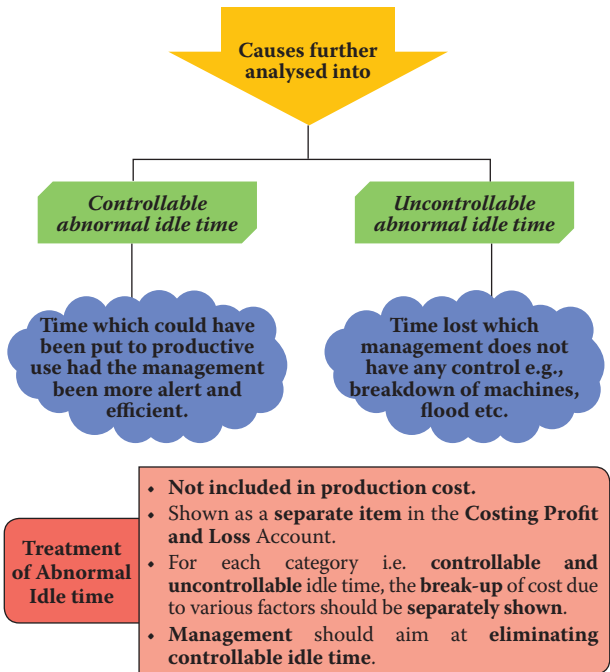 Causes further
analysed into
Controllable
abnormal idle time
Uncontrollable
abnormal idle time
Time which could have
been put to productive
use had the management
been more alert and
efficient.
Time lost which
management does not
have any control e.g.,
breakdown of machines,
flood etc.
Treatment
of Abnormal
Idle time
• Not included in production cost.
• Shown as a separate item in the Costing Profit
and Loss Account.
• For each category i.e. controllable and
uncontrollable idle time, the break-up of cost due
to various factors should be separately shown.
• Management should aim at eliminating
controllable idle time.